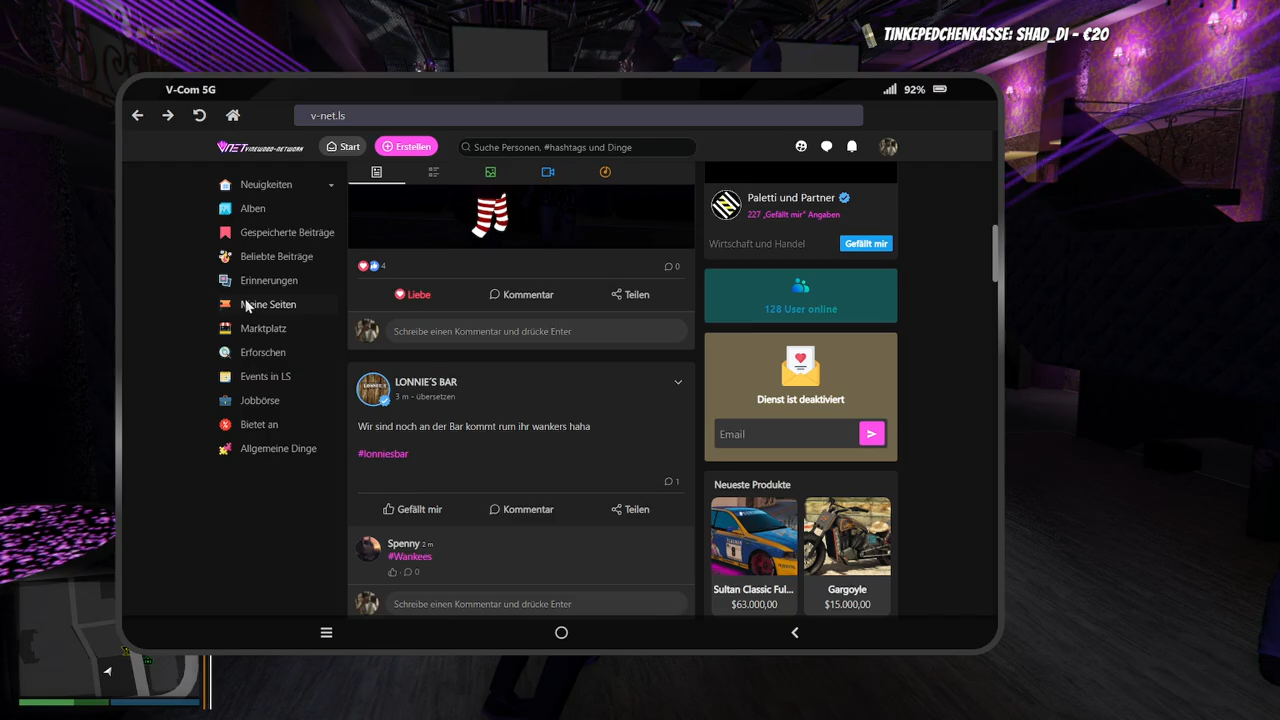 TINKEPEDCHENKASSE: SHAD_DI - €20
V-Com 5G
92%
v-net.ls
VNET VINEWOOD-NETWORK
Start
Erstellen
Suche Personen, #hashtags und Dinge
Neuigkeiten
Alben
Gespeicherte Beiträge
Beliebte Beiträge
Erinnerungen
Meine Seiten
Marktplatz
Erforschen
Events in LS
Jobbörse
Bietet an
Allgemeine Dinge
4
0
Liebe
Kommentar
Teilen
Schreibe einen Kommentar und drücke Enter
LONNIE'S BAR
3 m - übersetzen
Wir sind noch an der Bar kommt rum ihr wankers haha
#lonniesbar
1
Gefällt mir
Kommentar
Teilen
Spenny 2 m
#Wankees
0
Schreibe einen Kommentar und drücke Enter
Paletti und Partner
227 „Gefällt mir" Angaben
Wirtschaft und Handel
Gefällt mir
128 User online
Dienst ist deaktiviert
Email
Neueste Produkte
Sultan Classic Ful...
$63.000,00
Gargoyle
$15.000,00